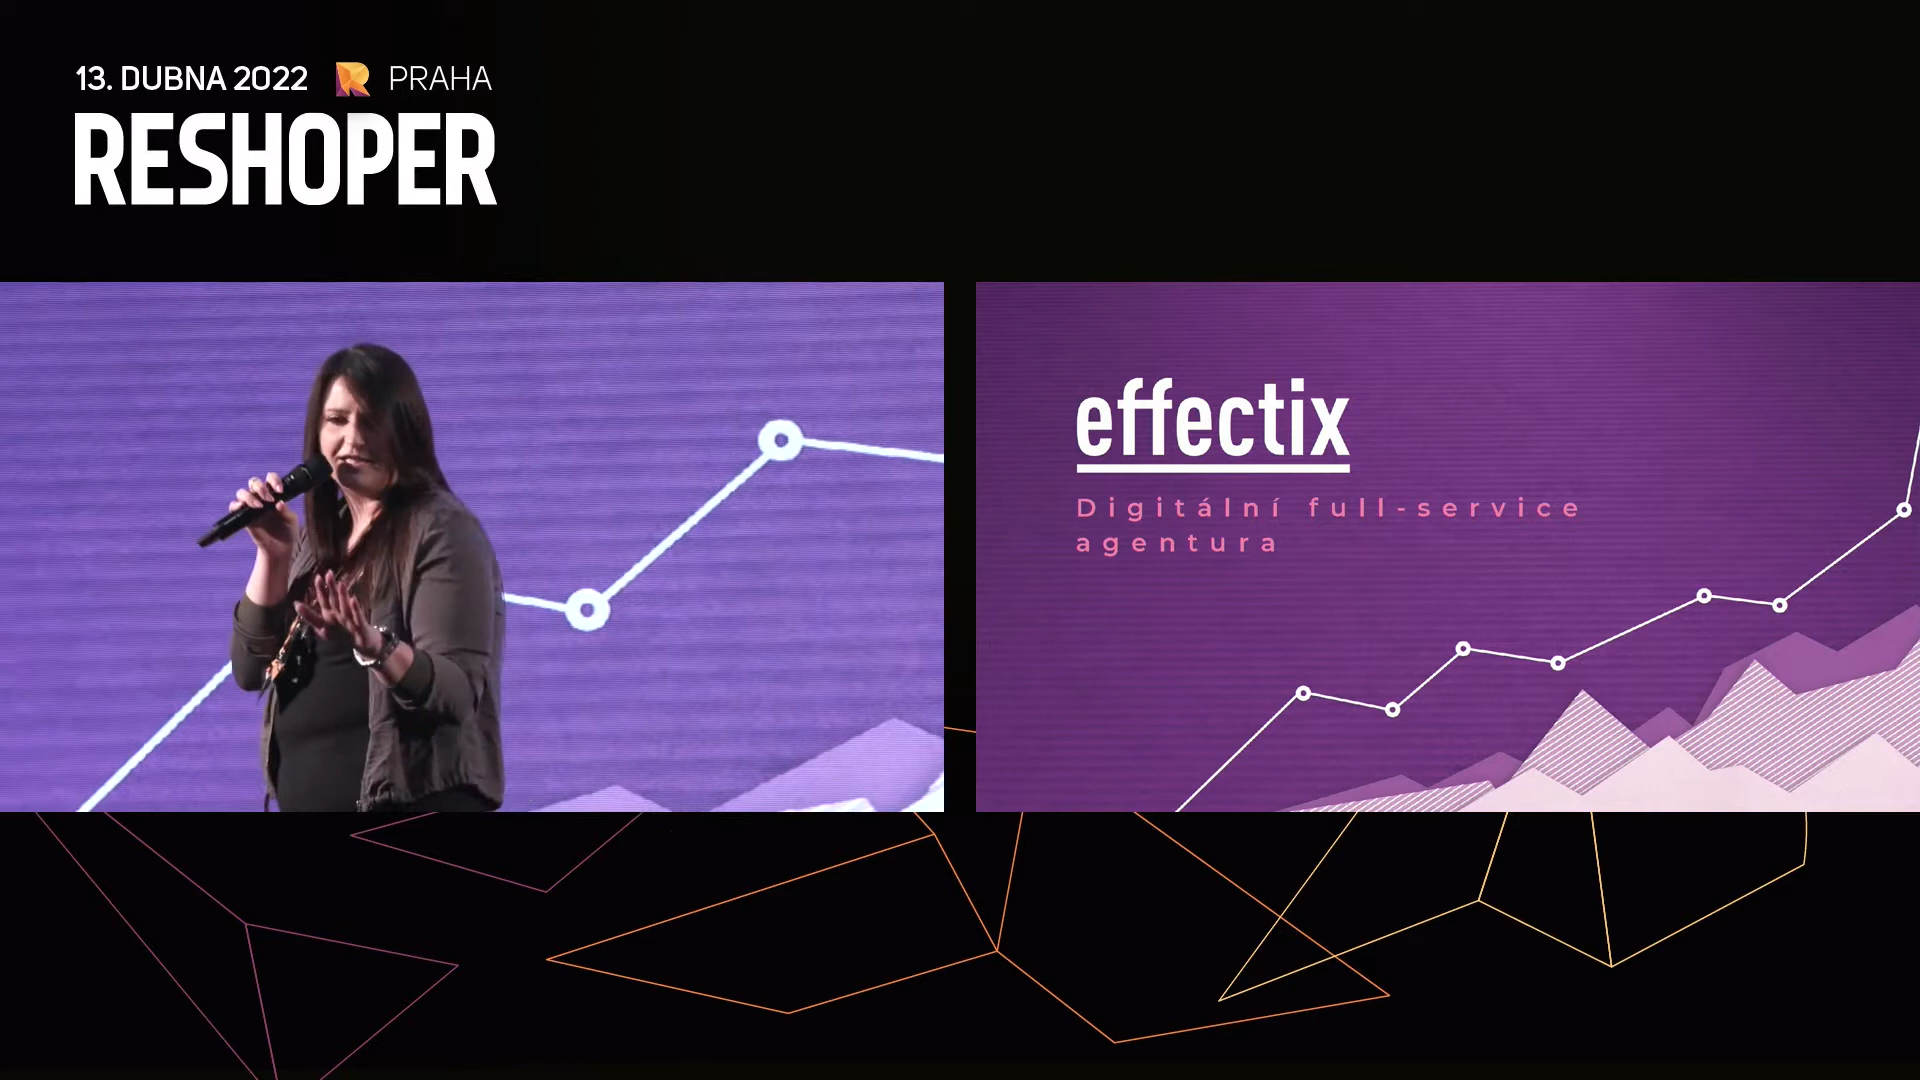 13. DUBNA 2022 PRAHA
RESHOPER
effectix
Digitální full-service
agentura